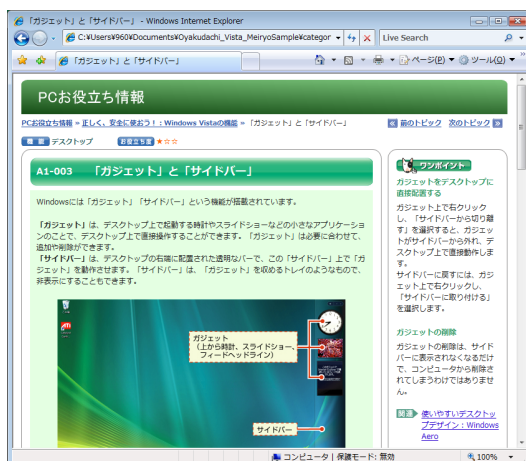 「ガジェット」と「サイドバー」 - Windows Internet Explorer
C:¥Users¥960¥Documents¥Oyakudachi_Vista_MeiryoSample¥categor
Live Search
「ガジェット」と「サイドバー」
ページ(P)
ツール(O)
PCお役立ち情報
PCお役立ち情報 » 正しく、安全に使おう！：Windows Vistaの機能 » 「ガジェット」と「サイドバー」
前のトピック 次のトピック
機 能 デスクトップ お役立ち度 ★☆☆
A1-003 「ガジェット」と「サイドバー」
Windowsには「ガジェット」「サイドバー」という機能が搭載されています。
「ガジェット」は、デスクトップ上で起動する時計やスライドショーなどの小さなアプリケーショ
ンのことで、デスクトップ上で直接操作することができます。「ガジェット」は必要に合わせて、
追加や削除ができます。
「サイドバー」は、デスクトップの右端に配置された透明なバーで、この「サイドバー」上で「ガ
ジェット」を動作させます。「サイドバー」は、「ガジェット」を収めるトレイのようなもので、
非表示にすることもできます。
ガジェット
（上から時計、スライドショー、
フィードヘッドライン）
サイドバー
ワンポイント
ガジェットをデスクトップに
直接配置する
ガジェット上で右クリック
し、「サイドバーから切り離
す」を選択すると、ガジェッ
トがサイドバーから外れ、デ
スクトップ上で直接動作しま
す。
サイドバーに戻すには、ガジ
ェット上で右クリックし、
「サイドバーに取り付ける」
を選択します。
ガジェットの削除
ガジェットの削除は、サイド
バーに表示されなくなるだけ
で、コンピュータから削除さ
れてしまうわけではありませ
ん。
関連 使いやすいデスクトッ
プデザイン：Windows
Aero
コンピュータ | 保護モード: 無効
100%